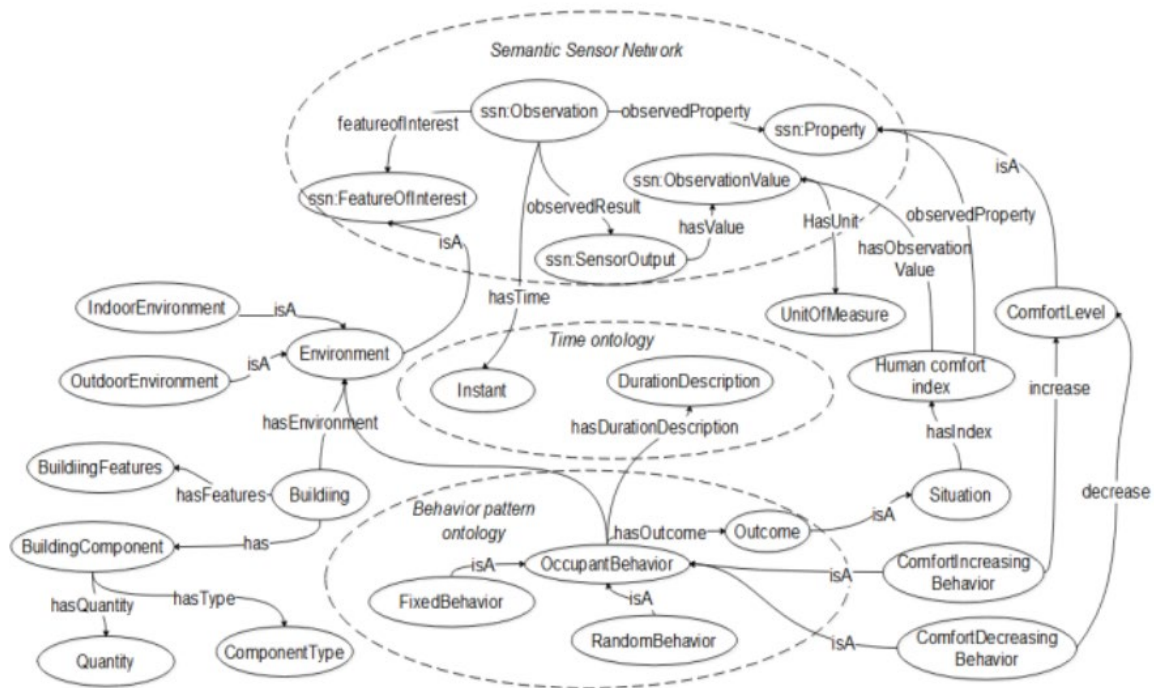 Semantic Sensor Network
ssn:Observation
observedProperty
ssn:Property
featureofInterest
isA
ssn:ObservationValue
ssn:FeatureOfInterest
observedResult
hasValue
HasUnit
observedProperty
isA
hasObservation
Value
ssn:SensorOutput
hasTime
IndoorEnvironment
isA
UnitOfMeasure
ComfortLevel
Environment
Time ontology
OutdoorEnvironment
isA
Instant
DurationDescription
Human comfort
index
increase
hasEnvironment
hasDurationDescription
hasIndex
BuildiingFeatures
hasFeatures
Buildiing
Behavior pattern
ontology
hasOutcome
Outcome
isA
Situation
decrease
BuildingComponent
has
OccupantBehavior
isA
ComfortIncreasing
Behavior
isA
FixedBehavior
isA
hasQuantity
hasType
RandomBehavior
isA
ComfortDecreasing
Behavior
Quantity
ComponentType